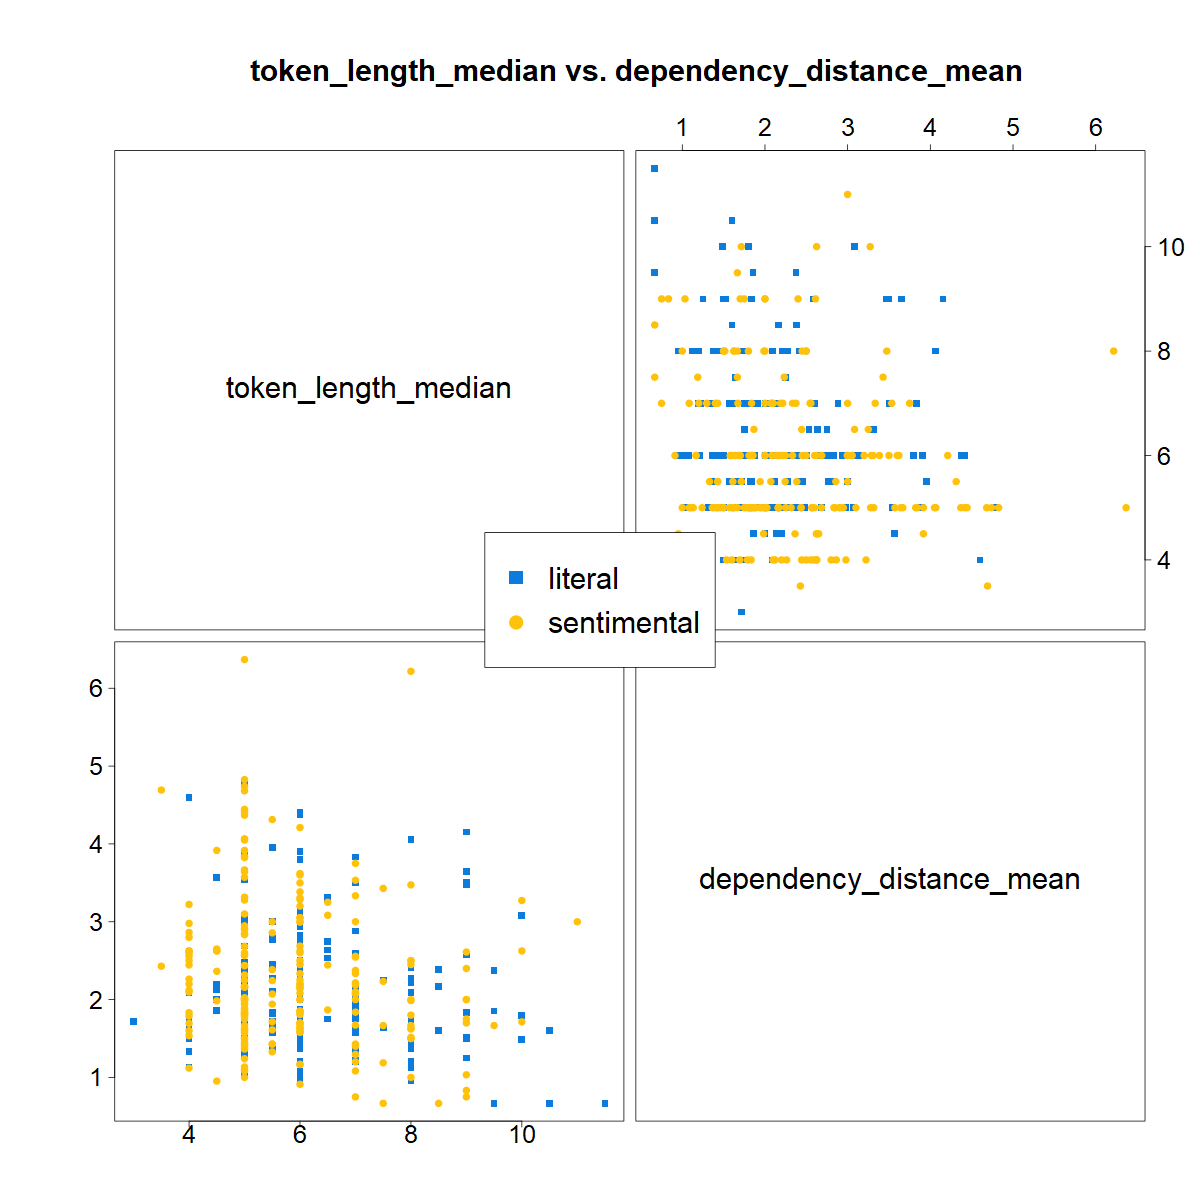 token_length_median vs. dependency_distance_mean
1 2 3 4 5 6
token_length_median
10
8
6
4
literal
sentimental
6
5
4
3
2
1
dependency_distance_mean
4 6 8 10